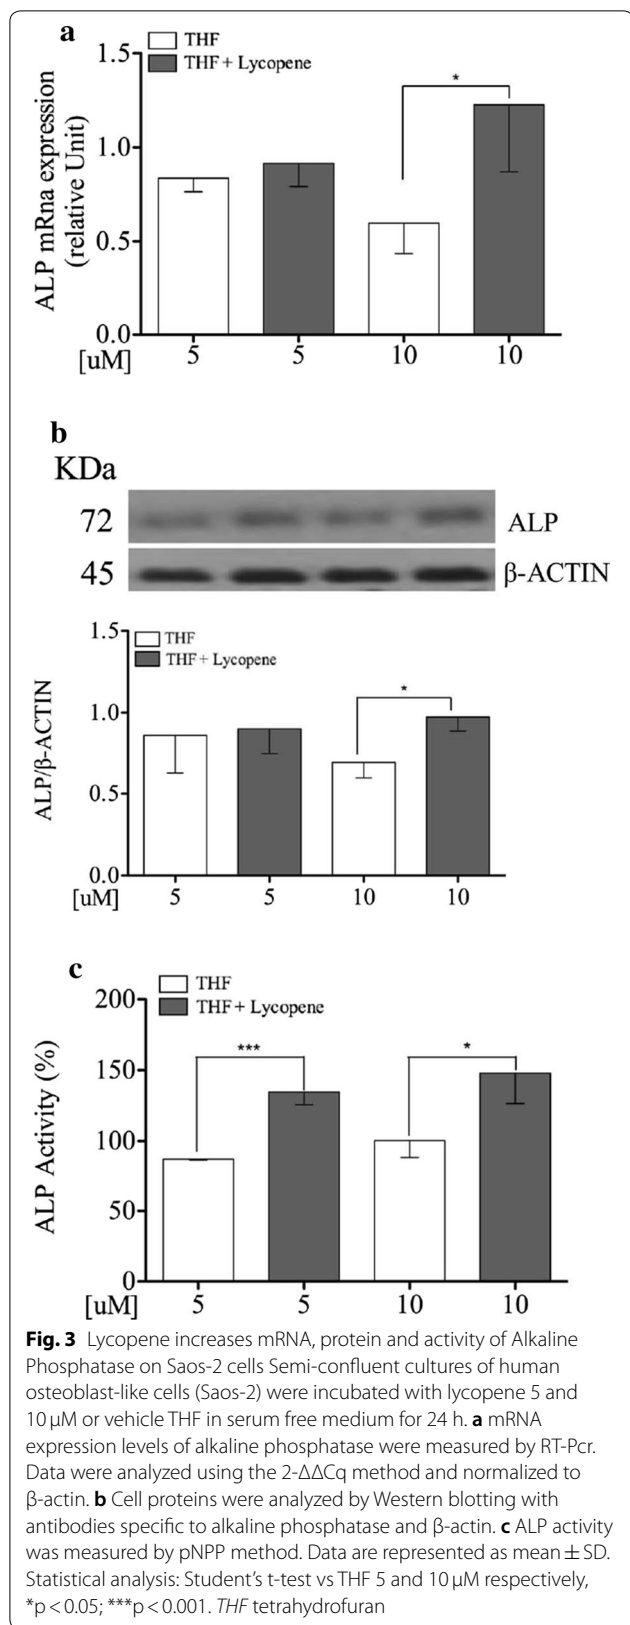 a
THF
THF + Lycopene
ALP mRna expression
(relative Unit)
1.5
1.0
0.5
0.0
*
[uM]
5
5
10
10
b
KDa
72
ALP
45
β-ACTIN
THF
THF + Lycopene
ALP/β-ACTIN
1.5
1.0
0.5
0.0
*
[uM]
5
5
10
10
c
THF
THF + Lycopene
ALP Activity (%)
200
150
100
50
0
***
*
[uM]
5
5
10
10
Fig. 3 Lycopene increases mRNA, protein and activity of Alkaline
Phosphatase on Saos-2 cells Semi-confluent cultures of human
osteoblast-like cells (Saos-2) were incubated with lycopene 5 and
10 µM or vehicle THF in serum free medium for 24 h. a mRNA
expression levels of alkaline phosphatase were measured by RT-Pcr.
Data were analyzed using the 2-ΔΔCq method and normalized to
β-actin. b Cell proteins were analyzed by Western blotting with
antibodies specific to alkaline phosphatase and β-actin. c ALP activity
was measured by pNPP method. Data are represented as mean ± SD.
Statistical analysis: Student's t-test vs THF 5 and 10 µM respectively,
*p < 0.05; ***p < 0.001. THF tetrahydrofuran